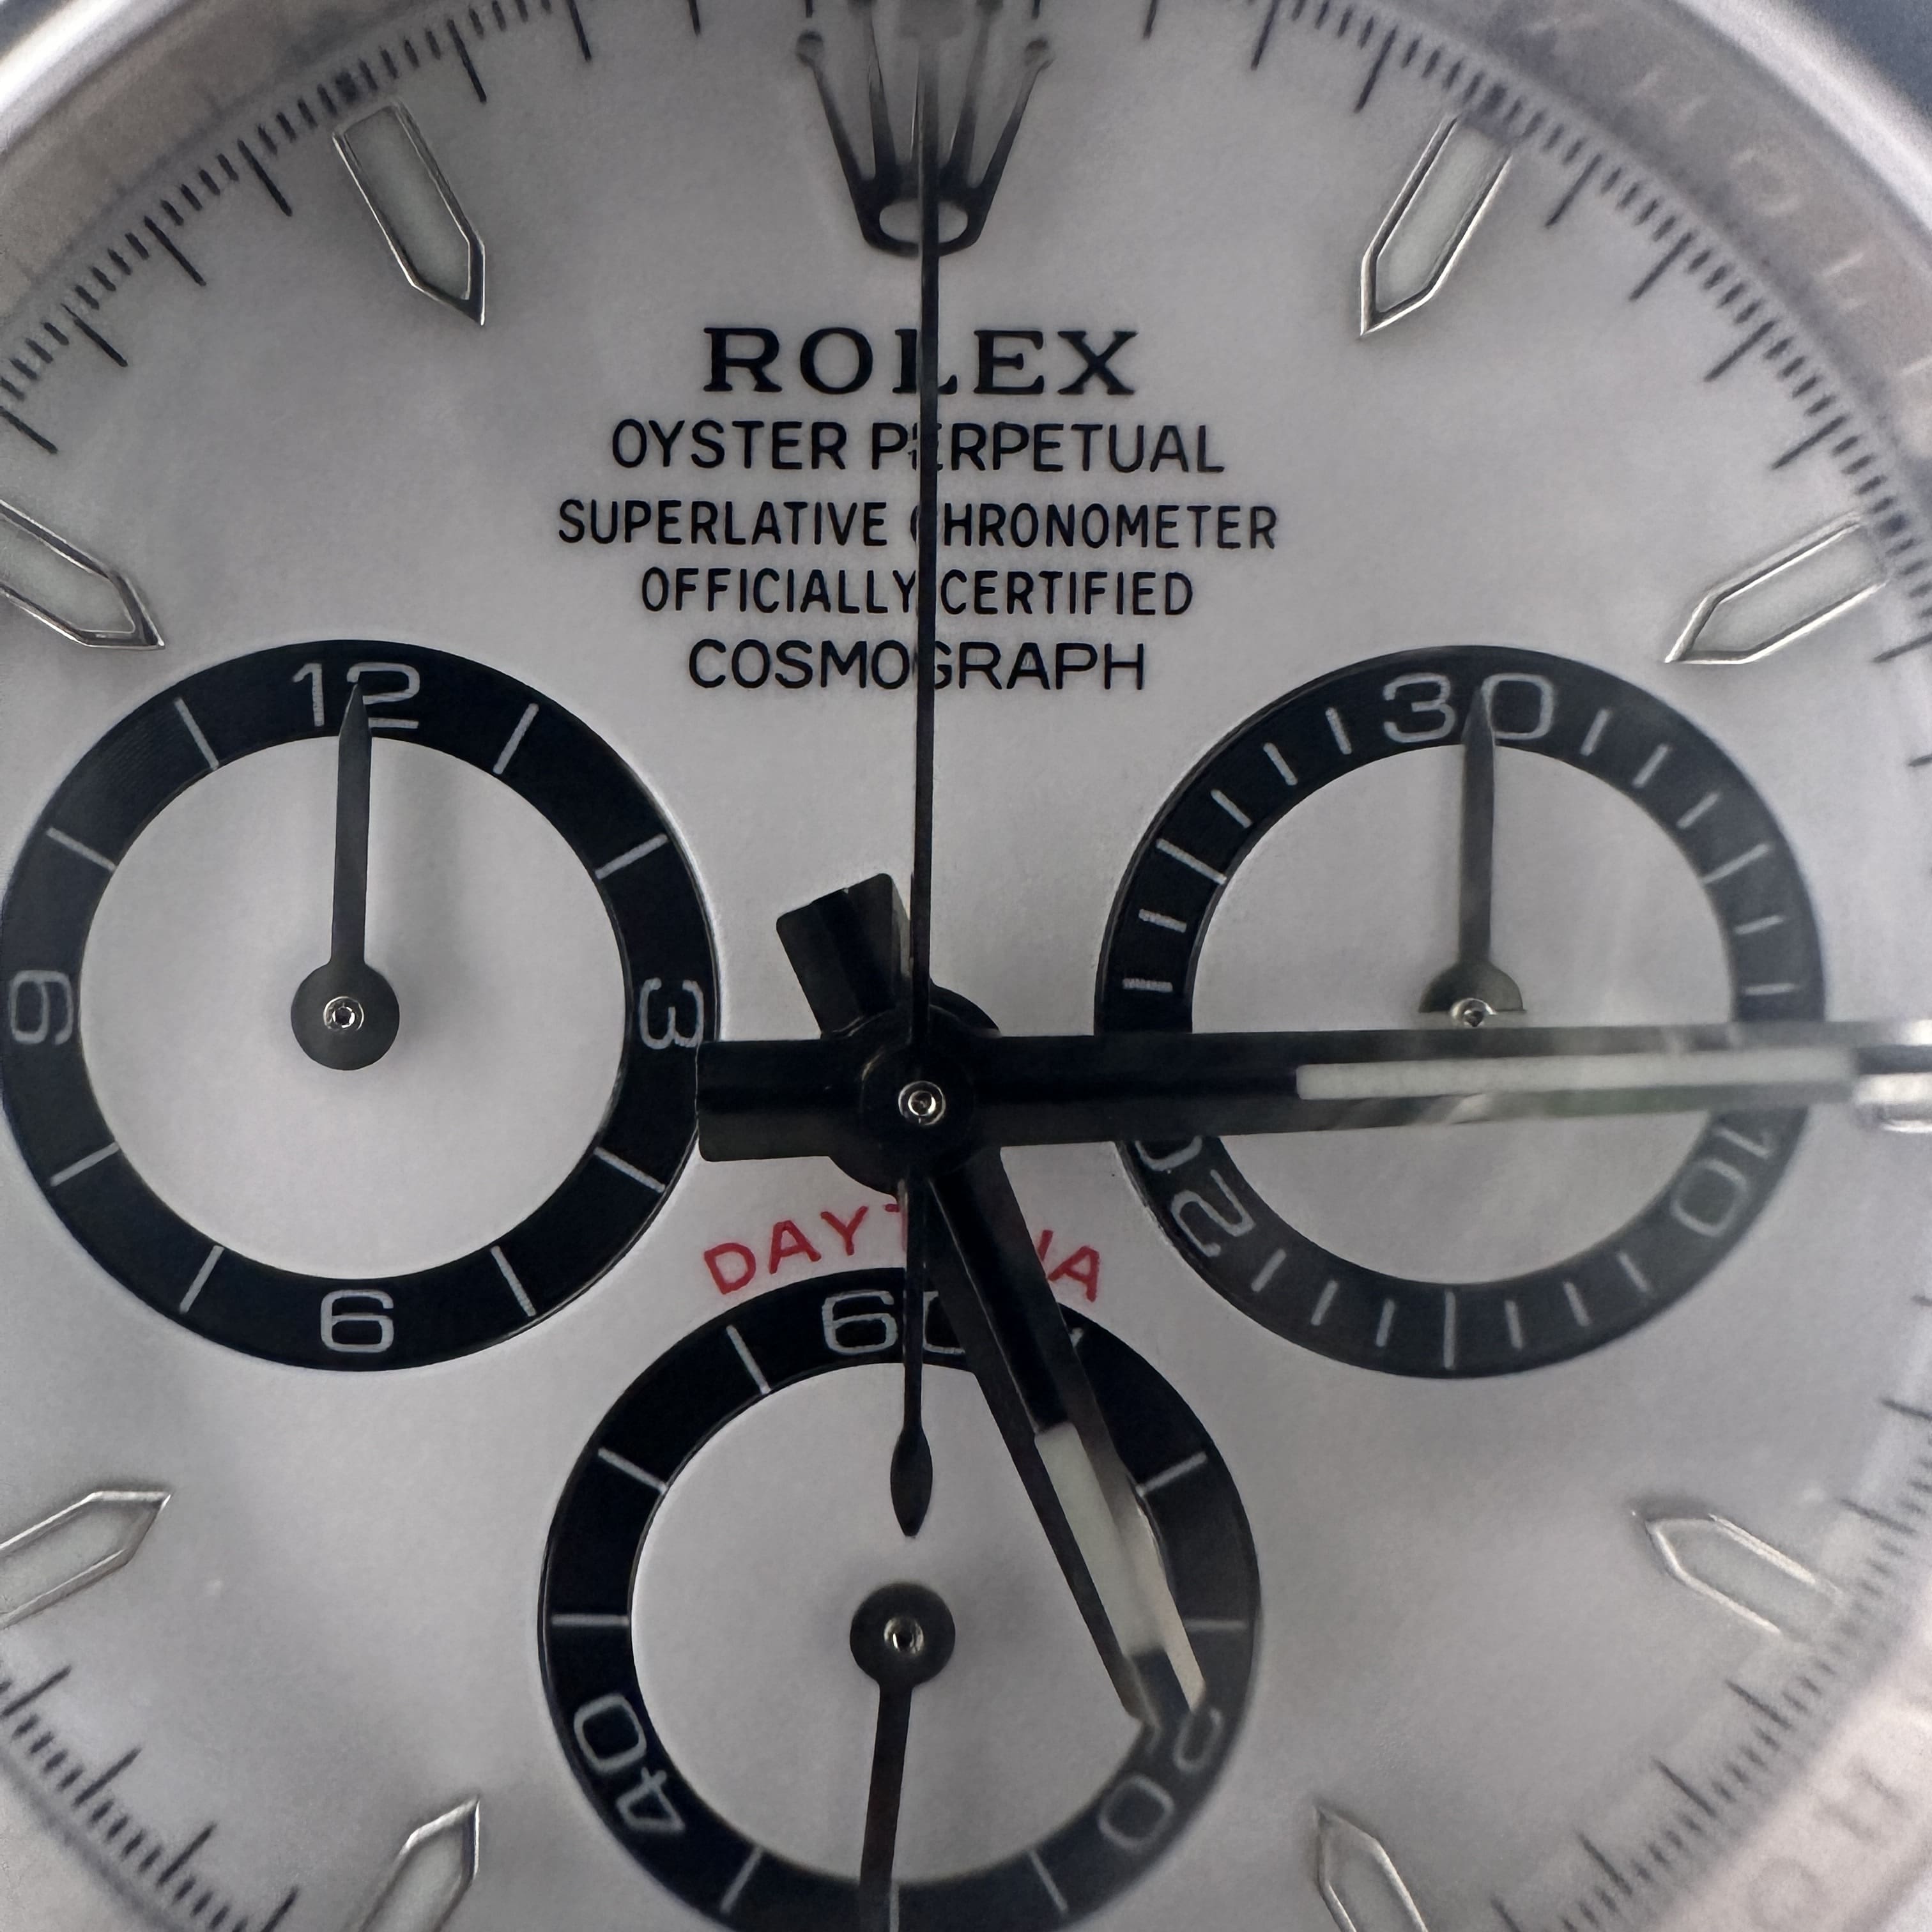 ROLEX
OYSTER PERPETUAL
SUPERLATIVE CHRONOMETER
OFFICIALLY CERTIFIED
COSMOGRAPH
12
3
6
9
30
10
20
DAYTONA
60
20
40